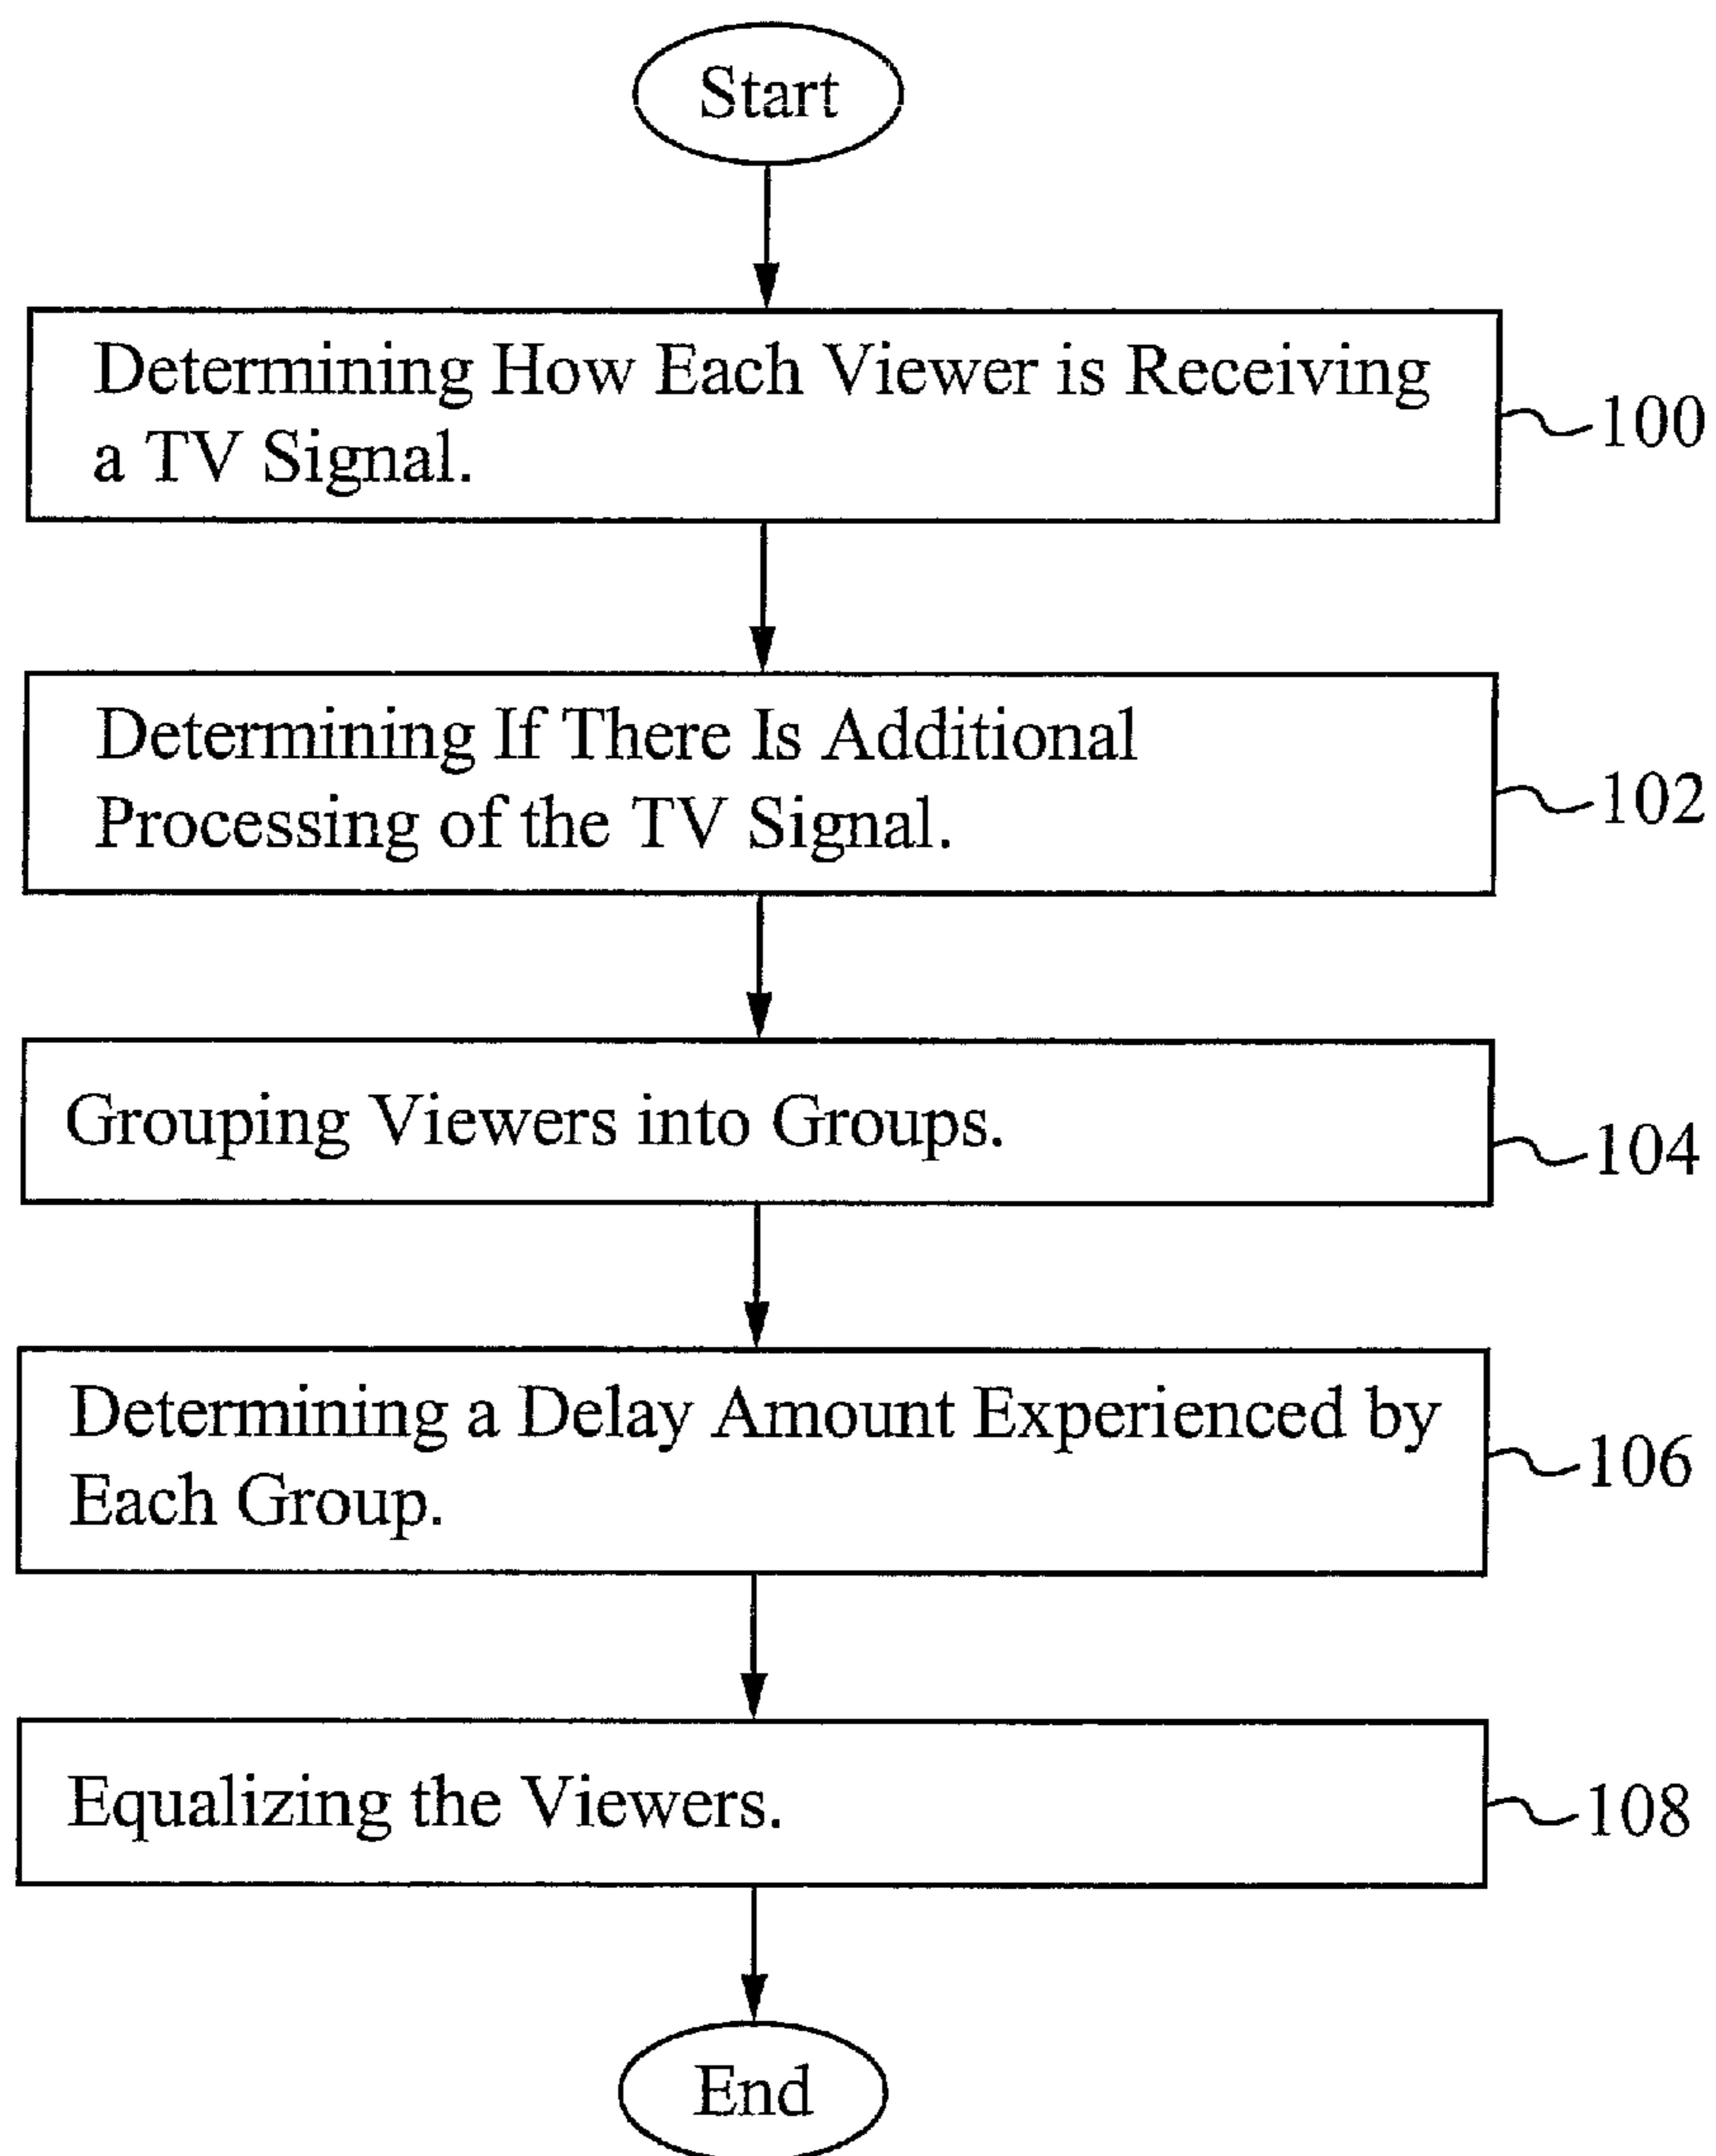 Start
Determining How Each Viewer is Receiving
a TV Signal.
100
Determining If There Is Additional
Processing of the TV Signal.
102
Grouping Viewers into Groups.
104
Determining a Delay Amount Experienced by
Each Group.
106
Equalizing the Viewers.
108
End